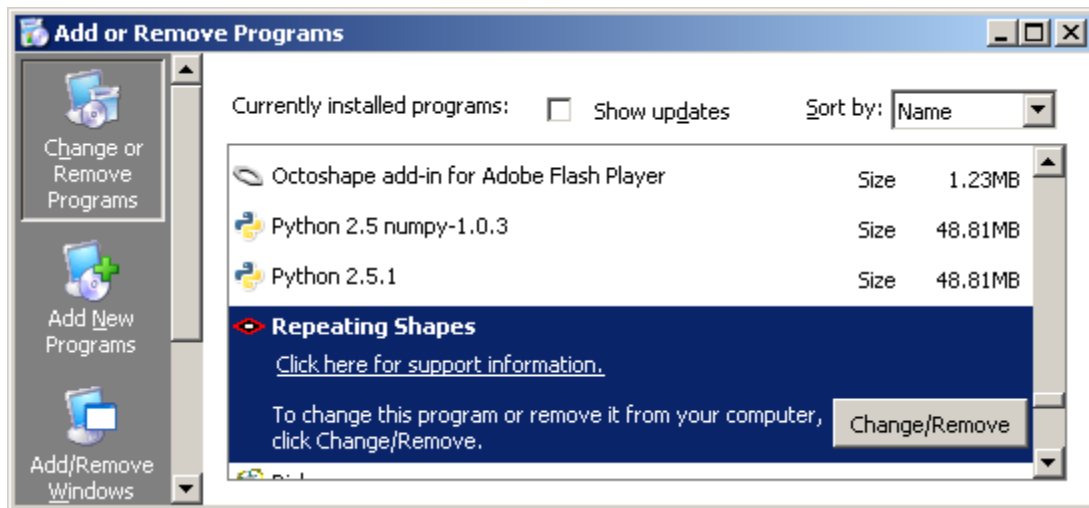 Add or Remove Programs
Change or
Remove
Programs
Add New
Programs
Add/Remove
Windows
Currently installed programs:
Show updates
Sort by:
Name
Octoshape add-in for Adobe Flash Player Size 1.23MB
Python 2.5 numpy-1.0.3 Size 48.81MB
Python 2.5.1 Size 48.81MB
Repeating Shapes
Click here for support information.
To change this program or remove it from your computer,
click Change/Remove.
Change/Remove